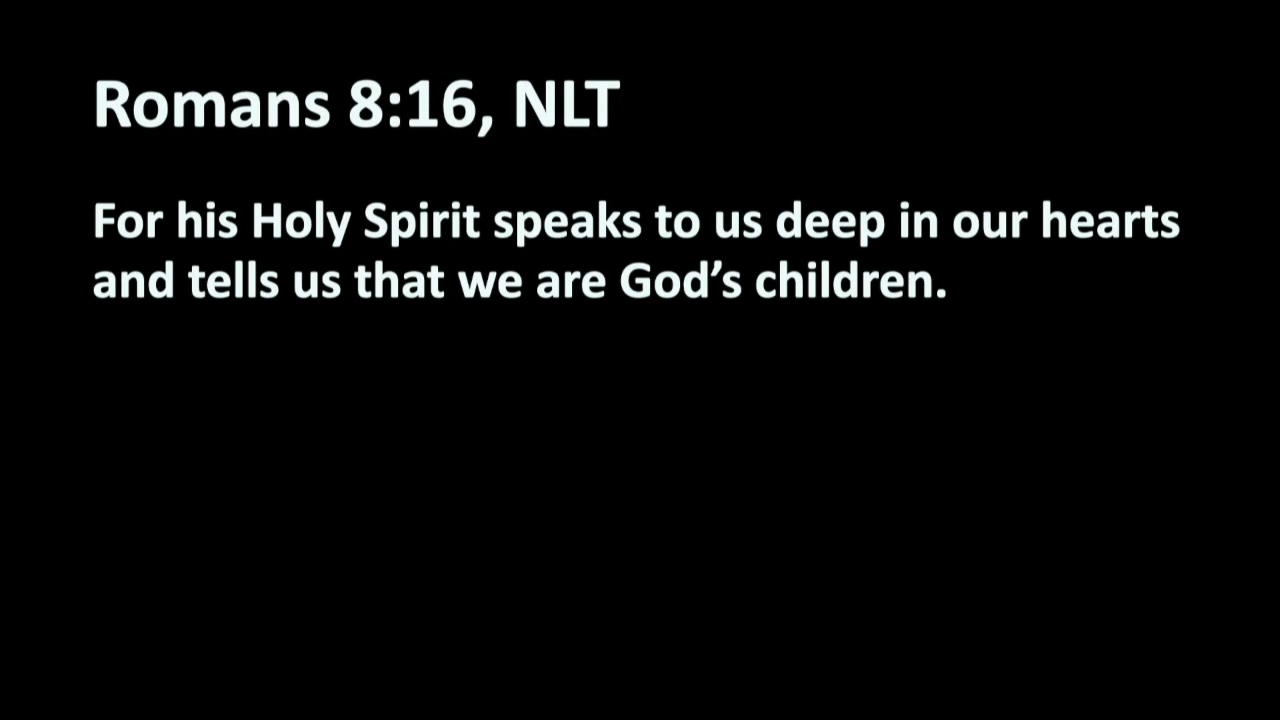 Romans 8:16, NLT
For his Holy Spirit speaks to us deep in our hearts
and tells us that we are God’s children.